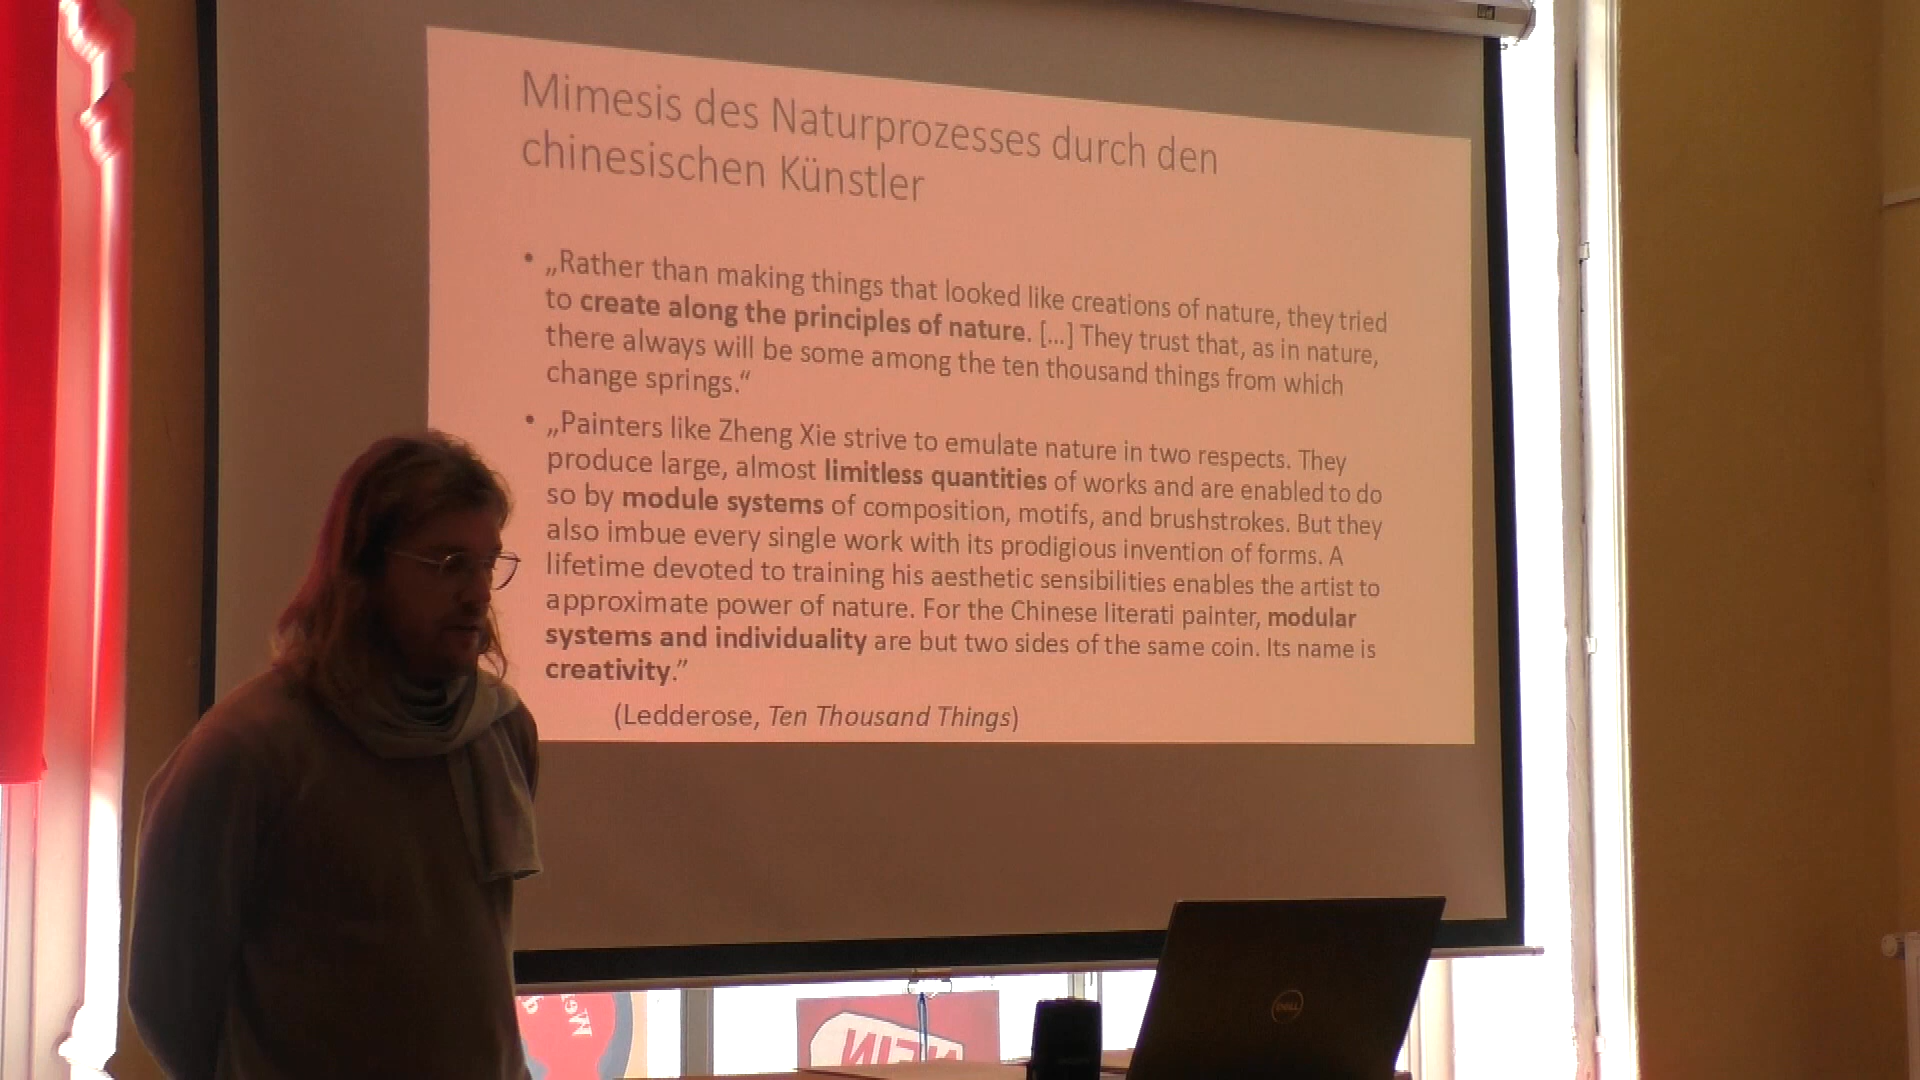 Mimesis des Naturprozesses durch den
chinesischen Künstler
• „Rather than making things that looked like creations of nature, they tried
to create along the principles of nature. [...] They trust that, as in nature,
there always will be some among the ten thousand things from which
change springs.“
• „Painters like Zheng Xie strive to emulate nature in two respects. They
produce large, almost limitless quantities of works and are enabled to do
so by module systems of composition, motifs, and brushstrokes. But they
also imbue every single work with its prodigious invention of forms. A
lifetime devoted to training his aesthetic sensibilities enables the artist to
approximate power of nature. For the Chinese literati painter, modular
systems and individuality are but two sides of the same coin. Its name is
creativity.”
(Ledderose, Ten Thousand Things)
NEIN
DELL